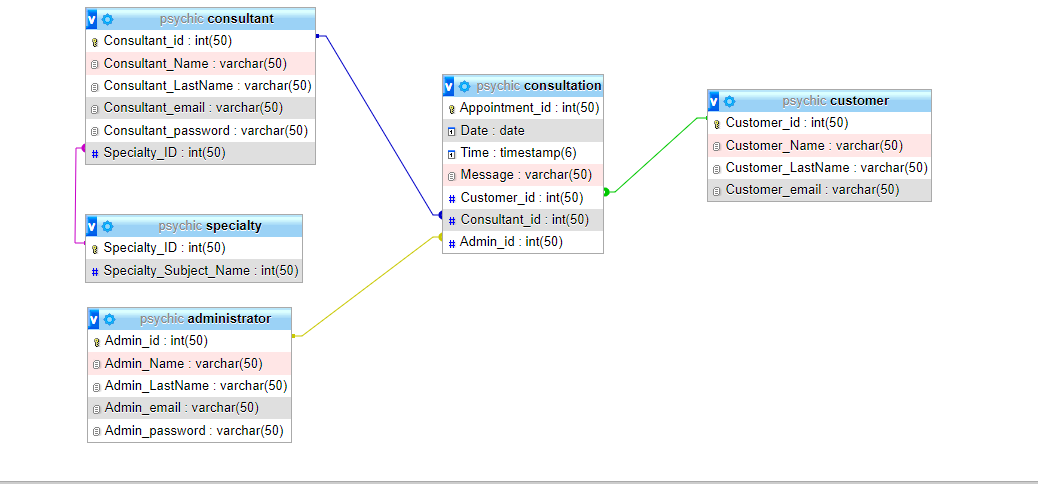 v psychic consultant
Consultant_id : int(50)
Consultant_Name : varchar(50)
Consultant_LastName : varchar(50)
Consultant_email : varchar(50)
Consultant_password : varchar(50)
# Specialty_ID : int(50)
v psychic specialty
Specialty_ID : int(50)
# Specialty_Subject_Name : int(50)
v psychic administrator
Admin_id : int(50)
Admin_Name : varchar(50)
Admin_LastName : varchar(50)
Admin_email : varchar(50)
Admin_password : varchar(50)
v psychic consultation
Appointment_id : int(50)
Date : date
Time : timestamp(6)
Message : varchar(50)
# Customer_id : int(50)
# Consultant_id : int(50)
# Admin_id : int(50)
v psychic customer
Customer_id : int(50)
Customer_Name : varchar(50)
Customer_LastName : varchar(50)
Customer_email : varchar(50)